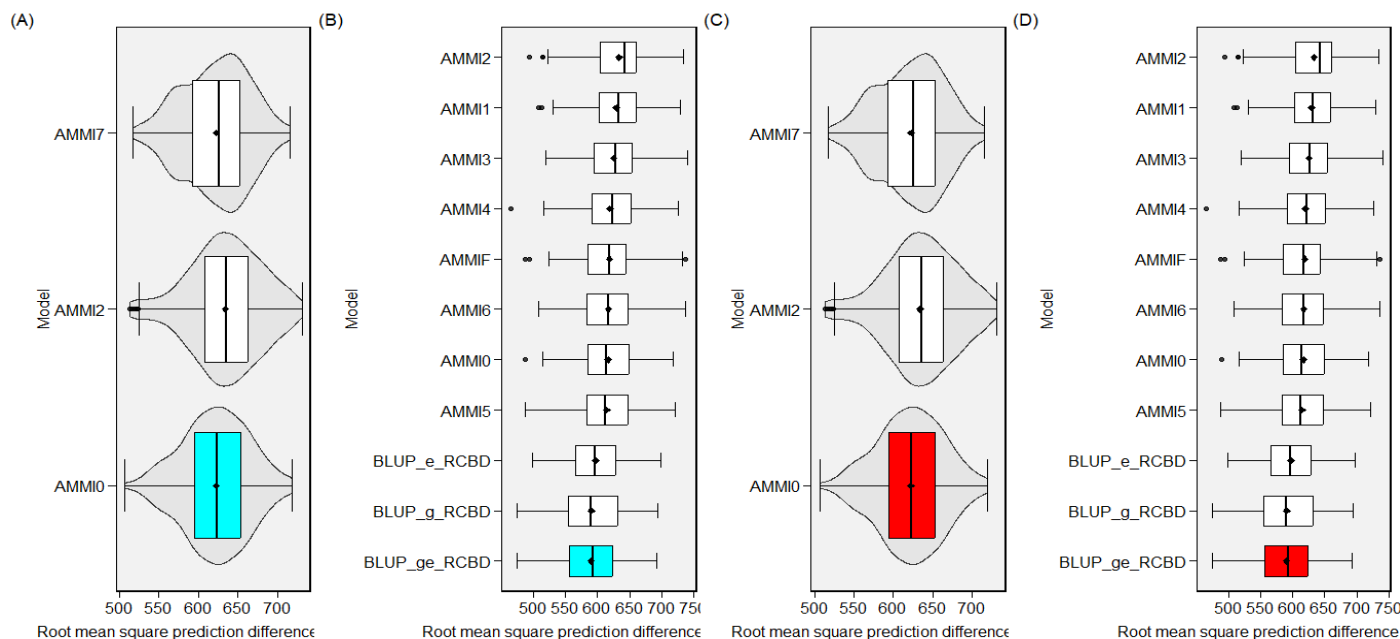 (A)
AMMI7
AMMI2
AMMI0
Model
500 550 600 650 700
Root mean square prediction difference
(B)
AMMI2
AMMI1
AMMI3
AMMI4
AMMIF
AMMI6
AMMI0
AMMI5
BLUP_e_RCBD
BLUP_g_RCBD
BLUP_ge_RCBD
Model
500 550 600 650 700 750
Root mean square prediction difference
(C)
AMMI7
AMMI2
AMMI0
Model
500 550 600 650 700
Root mean square prediction difference
(D)
AMMI2
AMMI1
AMMI3
AMMI4
AMMIF
AMMI6
AMMI0
AMMI5
BLUP_e_RCBD
BLUP_g_RCBD
BLUP_ge_RCBD
Model
500 550 600 650 700 750
Root mean square prediction difference